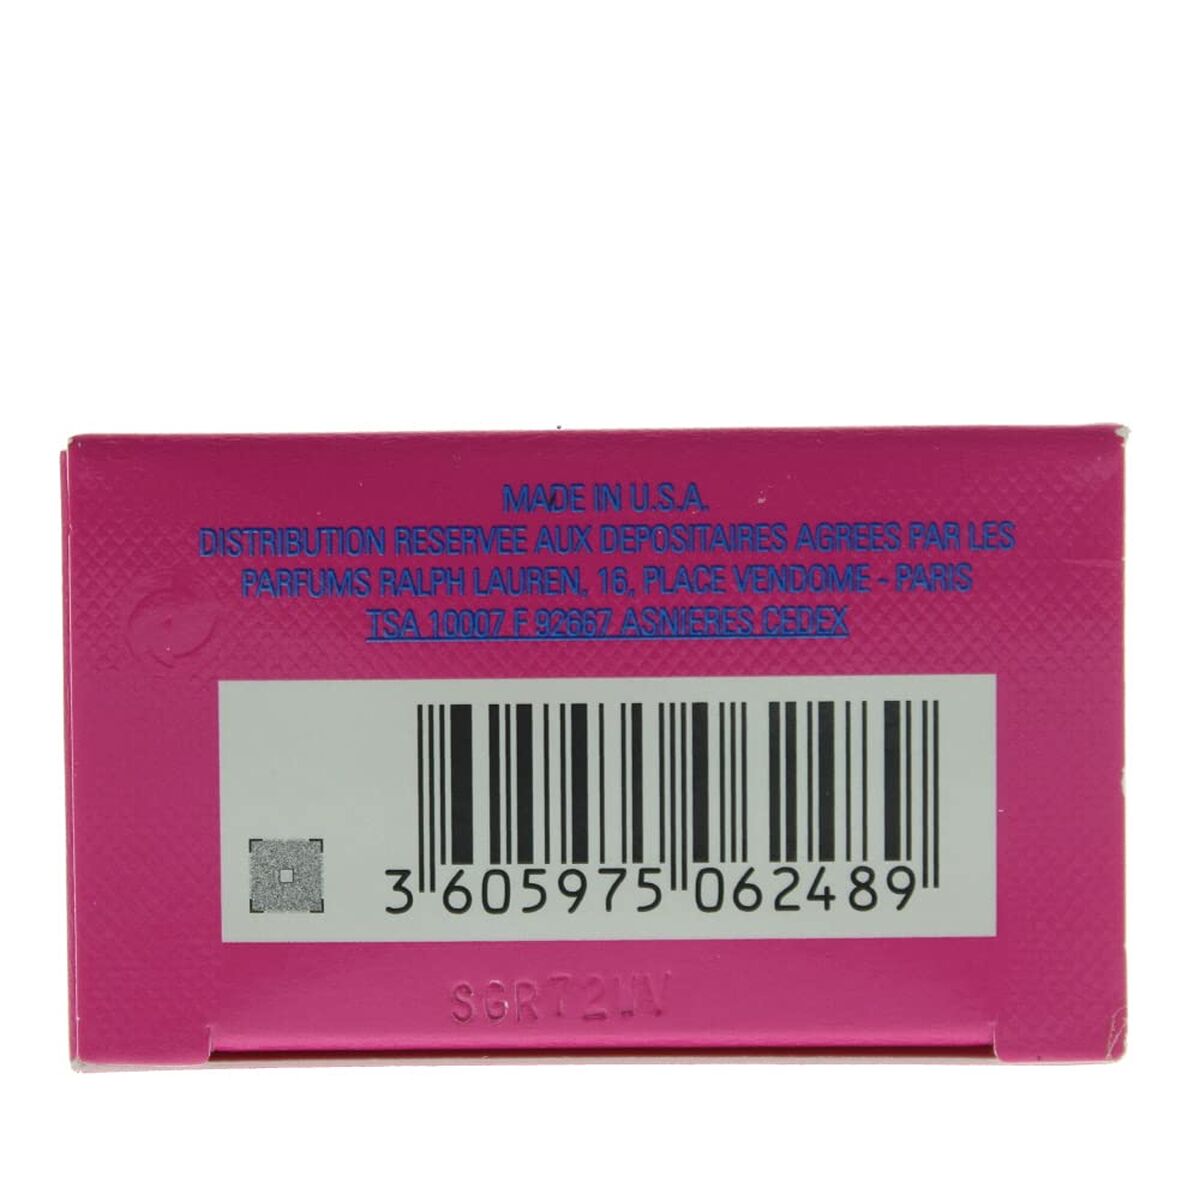 MADE IN U.S.A.
DISTRIBUTION RESERVEE AUX DEPOSITAIRES AGREES PAR LES
PARFUMS RALPH LAUREN, 16, PLACE VENDOME - PARIS
TSA 10007 F 92667 ASNIERES CEDEX
3 605975 062489